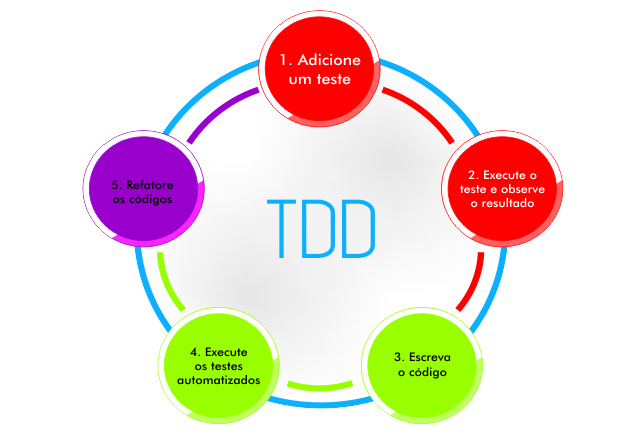 1. Adicione
um teste
2. Execute o
teste e observe
o resultado
3. Escreva
o código
4. Execute
os testes
automatizados
5. Refatore
os códigos
TDD